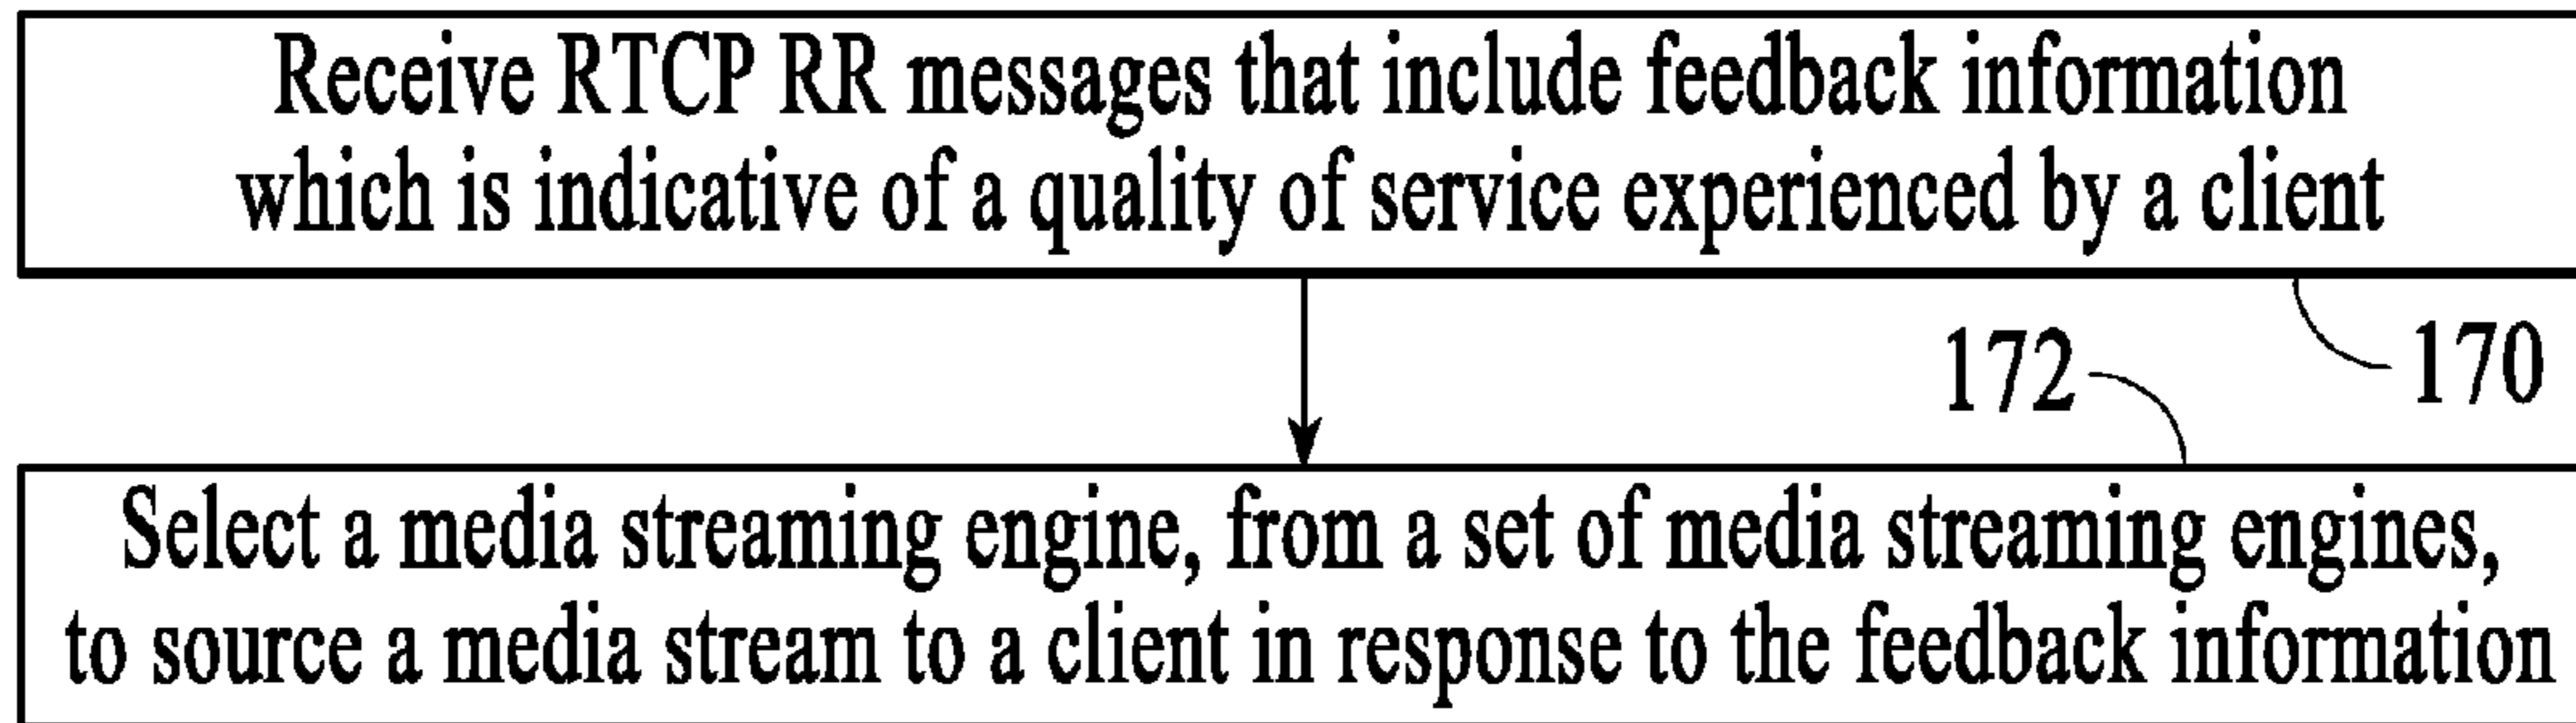 Receive RTCP RR messages that include feedback information
which is indicative of a quality of service experienced by a client
172
170
Select a media streaming engine, from a set of media streaming engines,
to source a media stream to a client in response to the feedback information